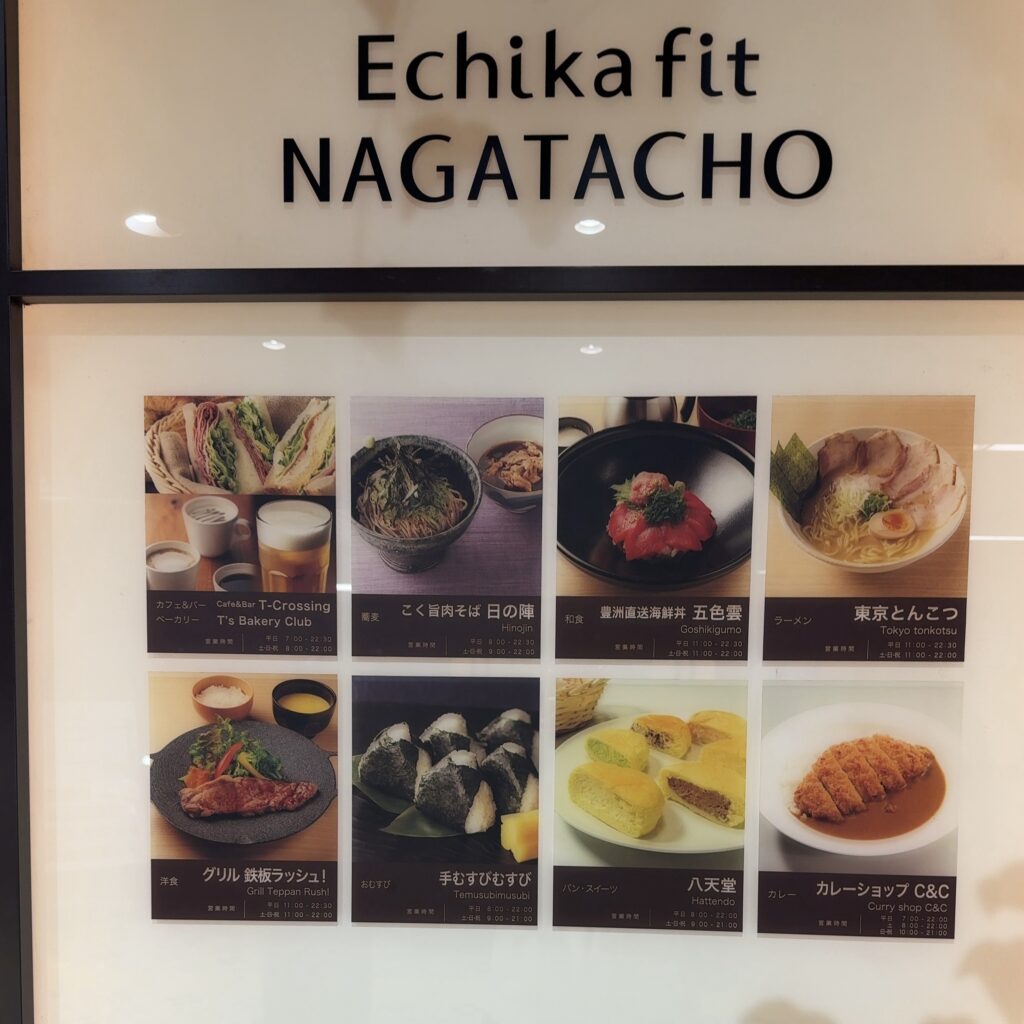 Echika fit
NAGATACHO
カフェ&バー Cafe&Bar T-Crossing
ベーカリー T's Bakery Club
営業時間 平日 7:00 - 22:30
土・日・祝 8:00 - 22:00
蕎麦 こく旨肉そば 日の陣
Hinojin
営業時間 平日 8:00 - 22:30
土・日・祝 9:00 - 22:00
和食 豊洲直送海鮮丼 五色雲
Goshikigumo
営業時間 平日 11:00 - 22:30
土・日・祝 11:00 - 22:00
ラーメン 東京とんこつ
Tokyo tonkotsu
営業時間 平日 11:00 - 22:30
土・日・祝 11:00 - 22:00
洋食 グリル 鉄板ラッシュ!
Grill Teppan Rush!
営業時間 平日 11:00 - 22:30
土・日・祝 11:00 - 22:00
おむすび 手むすびむすび
Temusubimusubi
営業時間 平日 8:00 - 22:00
土・日・祝 9:00 - 21:00
パン・スイーツ 八天堂
Hattendo
営業時間 平日 8:00 - 22:00
土・日・祝 9:00 - 21:00
カレー カレーショップ C&C
Curry shop C&C
営業時間 平日 7:00 - 22:30
土 8:00 - 22:00
日・祝 10:00 - 21:00